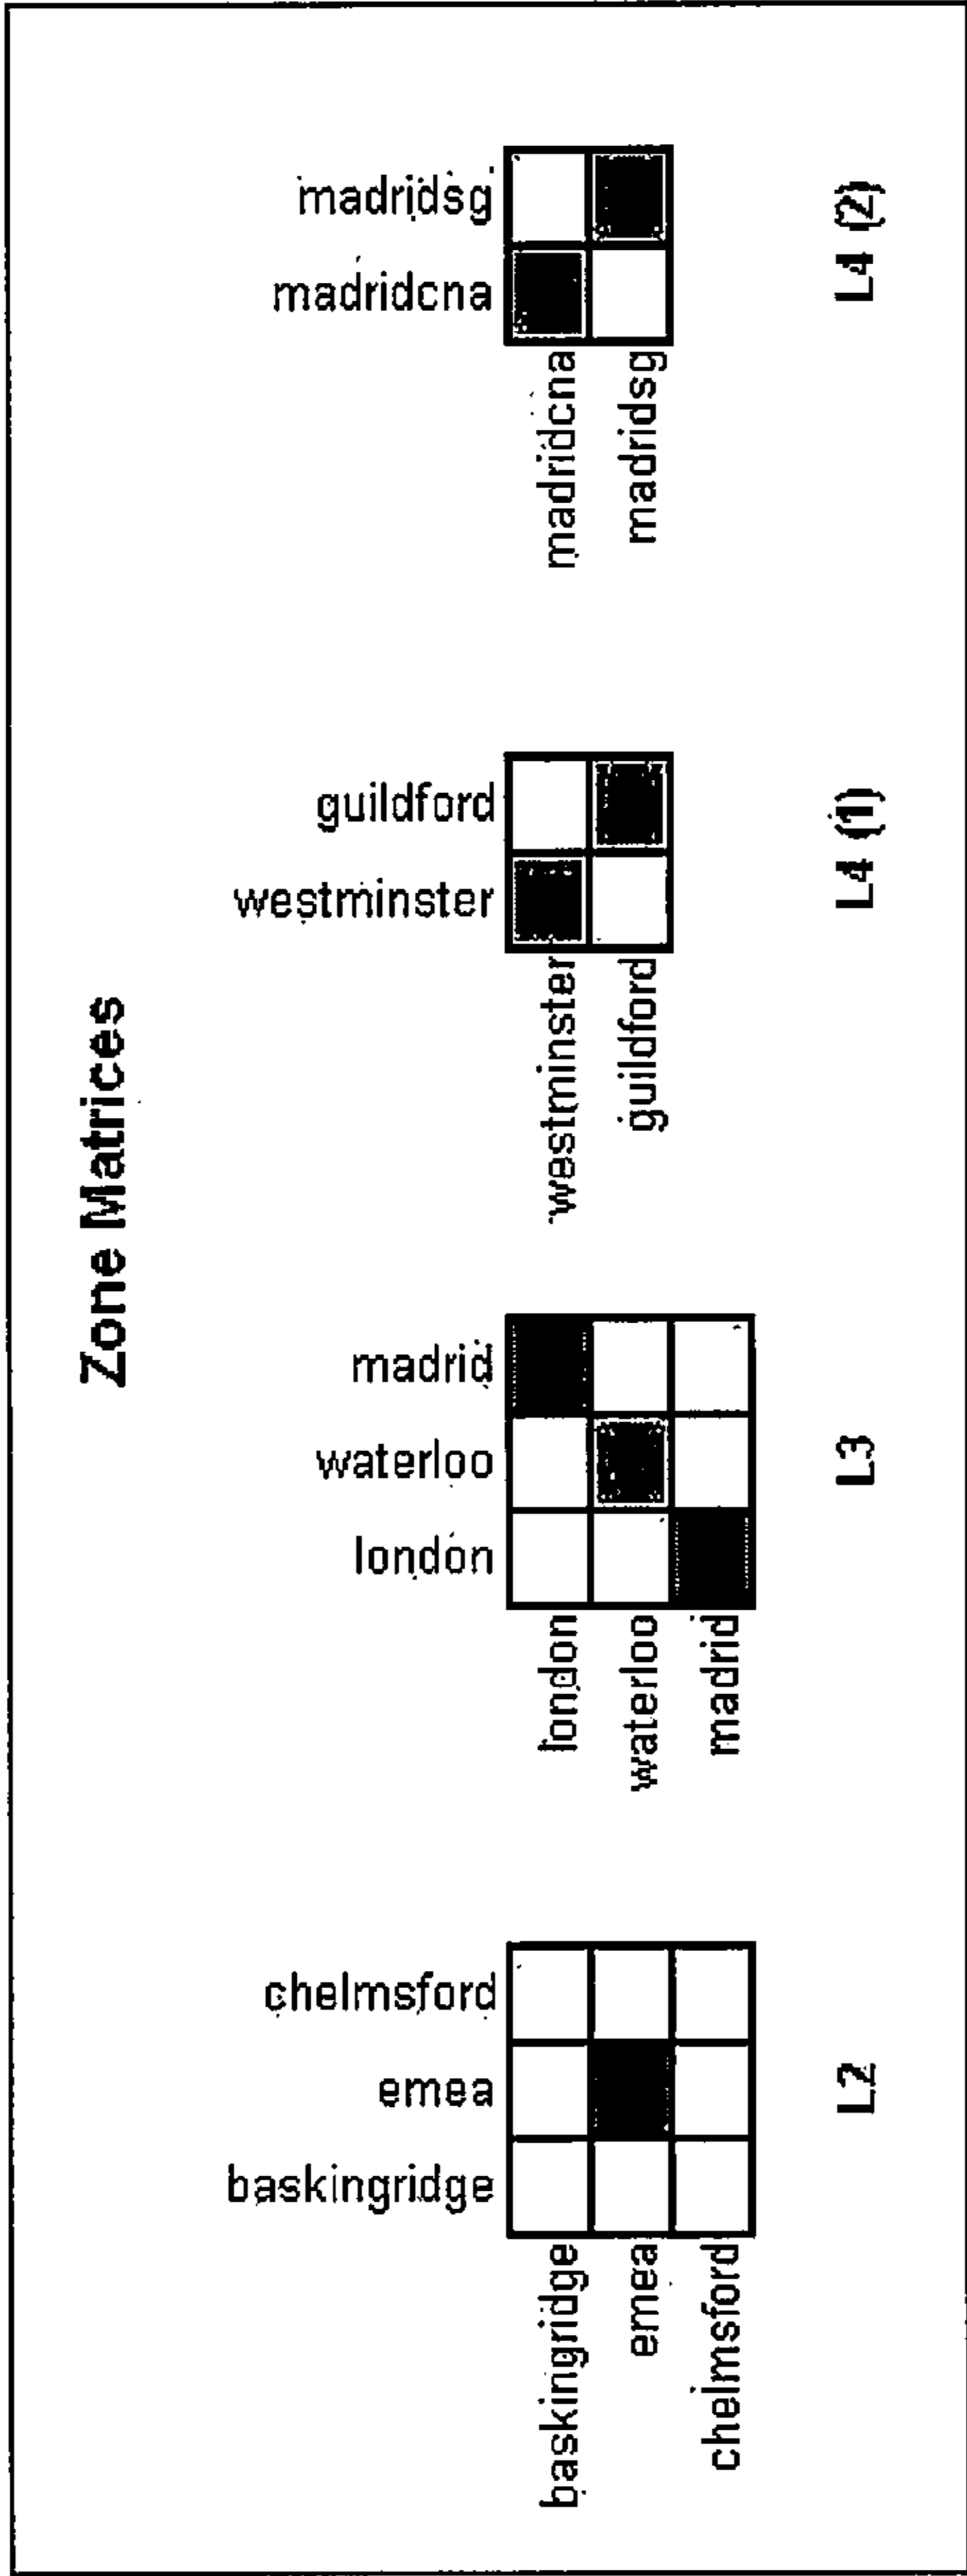 Zone Matrices
baskingridge
emea
chelmsford
baskingridge
emea
chelmsford
L2
london
waterloo
madrid
london
waterloo
madrid
L3
westminster
guildford
westminster
guildford
L4 (1)
madridcna
madridsg
madridcna
madridsg
L4 (2)